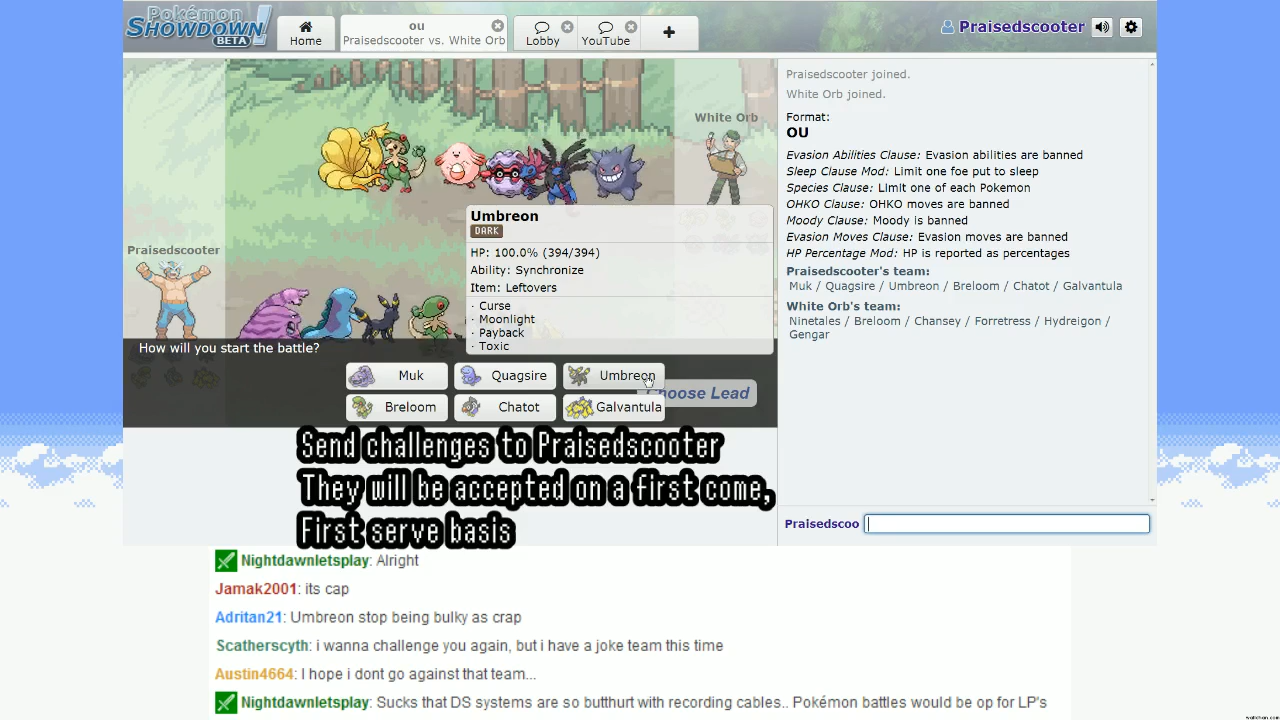 Pokémon
SHOWDOWN!
BETA
Home
ou
Praisedscooter vs. White Orb
Lobby
YouTube
+
Praisedscooter
White Orb
Praisedscooter
Umbreon
DARK
HP: 100.0% (394/394)
Ability: Synchronize
Item: Leftovers
· Curse
· Moonlight
· Payback
· Toxic
How will you start the battle?
Muk
Quagsire
Umbreon
Breloom
Chatot
Galvantula
hoose Lead
Praisedscooter joined.
White Orb joined.
Format:
OU
Evasion Abilities Clause: Evasion abilities are banned
Sleep Clause Mod: Limit one foe put to sleep
Species Clause: Limit one of each Pokemon
OHKO Clause: OHKO moves are banned
Moody Clause: Moody is banned
Evasion Moves Clause: Evasion moves are banned
HP Percentage Mod: HP is reported as percentages
Praisedscooter's team:
Muk / Quagsire / Umbreon / Breloom / Chatot / Galvantula
White Orb's team:
Ninetales / Breloom / Chansey / Forretress / Hydreigon /
Gengar
Praisedscoo
Send challenges to Praisedscooter
They will be accepted on a first come,
First serve basis
Nightdawnletsplay: Alright
Jamak2001: its cap
Adritan21: Umbreon stop being bulky as crap
Scatherscyth: i wanna challenge you again, but i have a joke team this time
Austin4664: I hope i dont go against that team...
Nightdawnletsplay: Sucks that DS systems are so butthurt with recording cables.. Pokémon battles would be op for LP's
wallchan.com